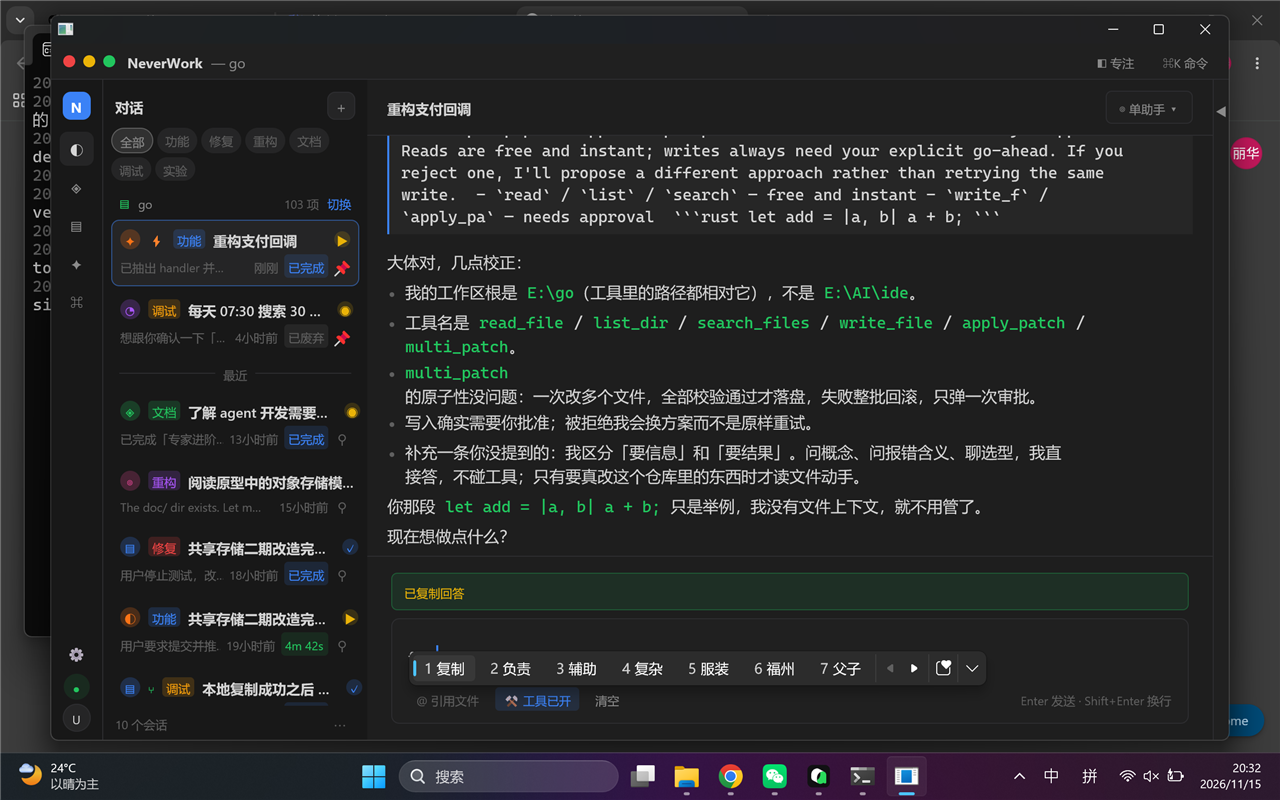 NeverWork — go
专注
⌘K 命令
N
对话
+
全部
功能
修复
重构
文档
调试
实验
go
103 项
切换
功能
重构支付回调
已抽出 handler 并...
刚刚
已完成
调试
每天 07:30 搜索 30 ...
想跟你确认一下「...
4小时前
已废弃
最近
文档
了解 agent 开发需要...
已完成「专家进阶..
13小时前
已完成
重构
阅读原型中的对象存储模...
The doc/ dir exists. Let m...
15小时前
修复
共享存储二期改造完...
用户停止测试，改..
18小时前
已完成
功能
共享存储二期改造完...
用户要求提交并推.
19小时前
4m 42s
调试
本地复制成功之后 ...
10 个会话
...
U
重构支付回调
单助手
Reads are free and instant; writes always need your explicit go-ahead. If you
reject one, I'll propose a different approach rather than retrying the same
write.  - `read` / `list` / `search` — free and instant - `write_f` /
`apply_pa` — needs approval  ```rust let add = |a, b| a + b; ```
大体对，几点校正：
• 我的工作区根是 E:\go（工具里的路径都相对它），不是 E:\AI\ide。
• 工具名是 read_file / list_dir / search_files / write_file / apply_patch /
multi_patch。
• multi_patch
的原子性没问题：一次改多个文件，全部校验通过才落盘，失败整批回滚，只弹一次审批。
• 写入确实需要你批准；被拒绝我会换方案而不是原样重试。
• 补充一条你没提到的：我区分「要信息」和「要结果」。问概念、问报错含义、聊选型，我直
接答，不碰工具；只有要真改这个仓库里的东西时才读文件动手。
你那段 let add = |a, b| a + b; 只是举例，我没有文件上下文，就不用管了。
现在想做点什么？
已复制回答
1 复制
2 负责
3 辅助
4 复杂
5 服装
6 福州
7 父子
@ 引用文件
工具已开
清空
Enter 发送 · Shift+Enter 换行
丽华
20
20
的
20
de
20
20
ve
20
20
to
20
si
me
24°C
以晴为主
搜索
中
拼
20:32
2026/11/15